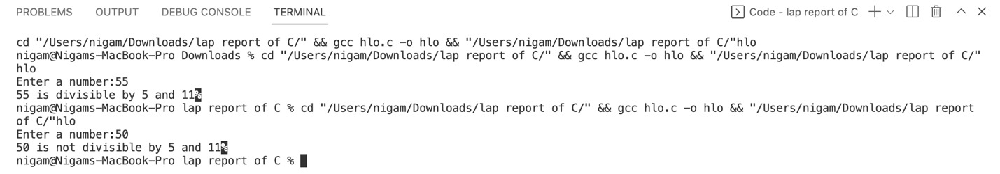 PROBLEMS OUTPUT DEBUG CONSOLE TERMINAL Code - lap report of C
cd "/Users/nigam/Downloads/lap report of C/" && gcc hlo.c -o hlo && "/Users/nigam/Downloads/lap report of C/"hlo
nigam@Nigams-MacBook-Pro Downloads % cd "/Users/nigam/Downloads/lap report of C/" && gcc hlo.c -o hlo && "/Users/nigam/Downloads/lap report of C/"
hlo
Enter a number:55
55 is divisible by 5 and 11%
nigam@Nigams-MacBook-Pro lap report of C % cd "/Users/nigam/Downloads/lap report of C/" && gcc hlo.c -o hlo && "/Users/nigam/Downloads/lap report
of C/"hlo
Enter a number:50
50 is not divisible by 5 and 11%
nigam@Nigams-MacBook-Pro lap report of C %